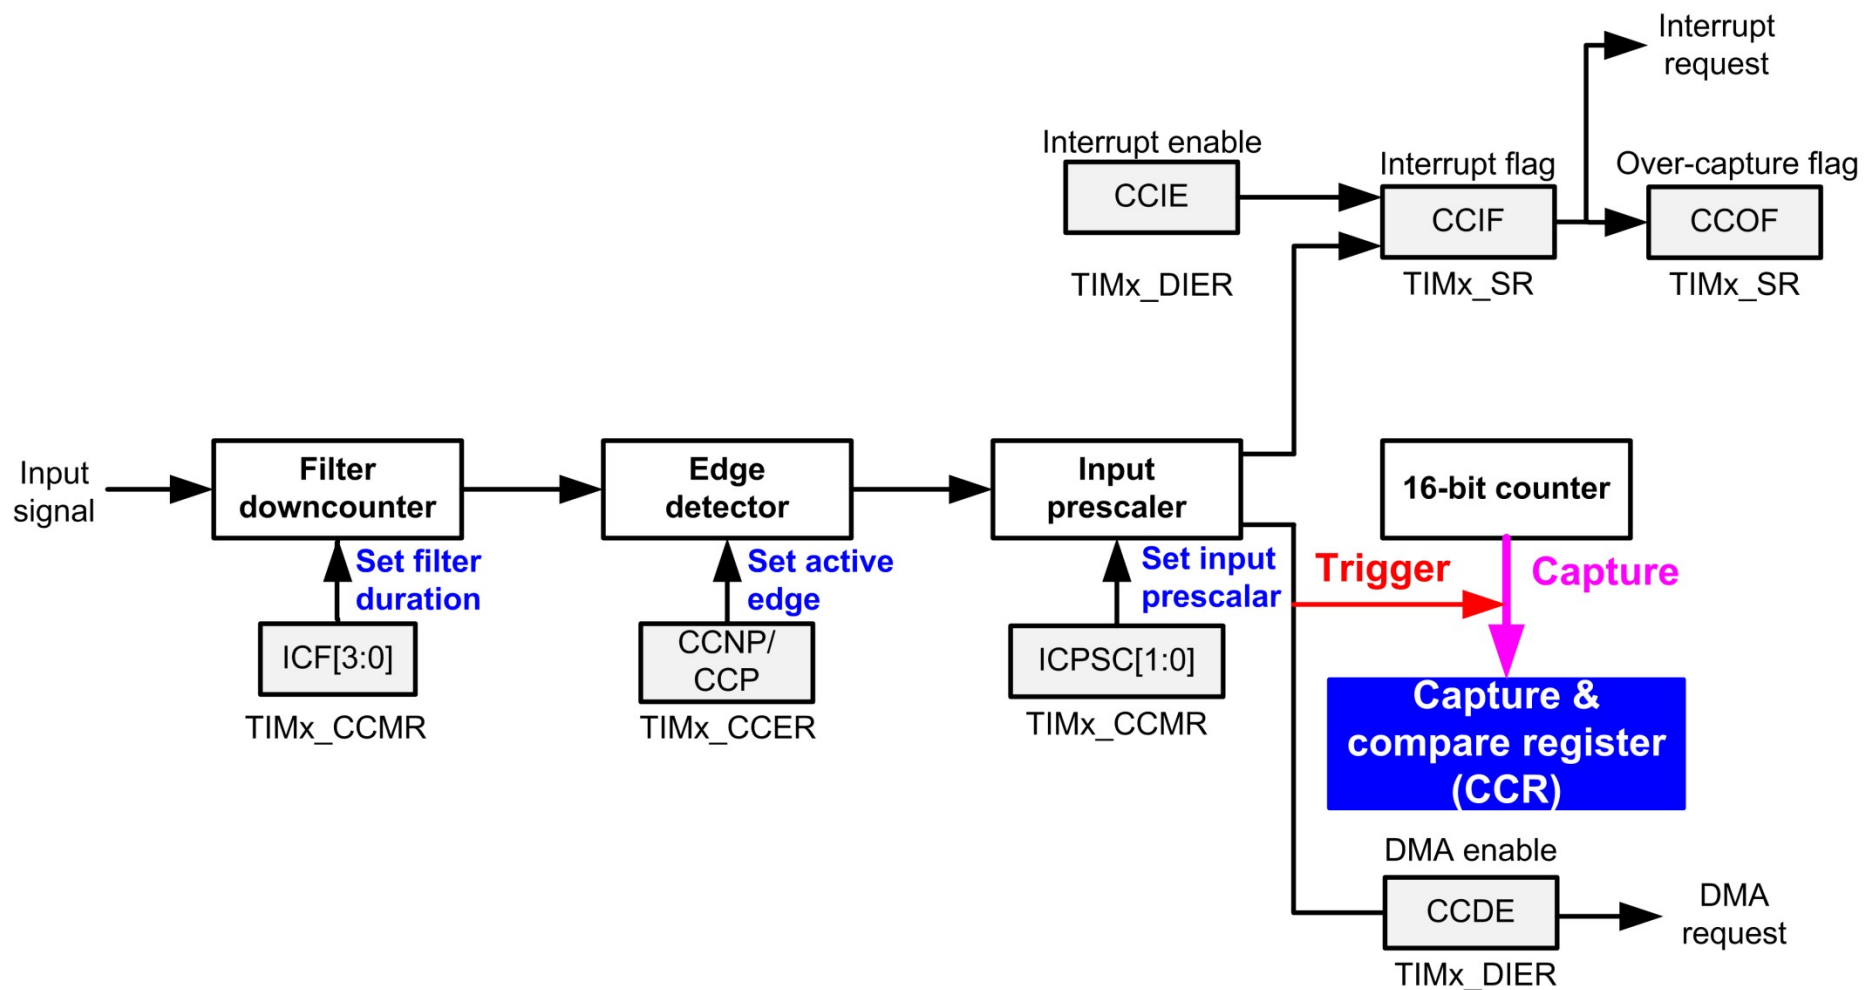 Interrupt
request
Interrupt enable
CCIE
TIMx_DIER
Interrupt flag
CCIF
TIMx_SR
Over-capture flag
CCOF
TIMx_SR
Input
signal
Filter
downcounter
Set filter
duration
ICF[3:0]
TIMx_CCMR
Edge
detector
Set active
edge
CCNP/
CCP
TIMx_CCER
Input
prescaler
Set input
prescalar
ICPSC[1:0]
TIMx_CCMR
16-bit counter
Trigger
Capture
Capture &
compare register
(CCR)
DMA enable
CCDE
TIMx_DIER
DMA
request